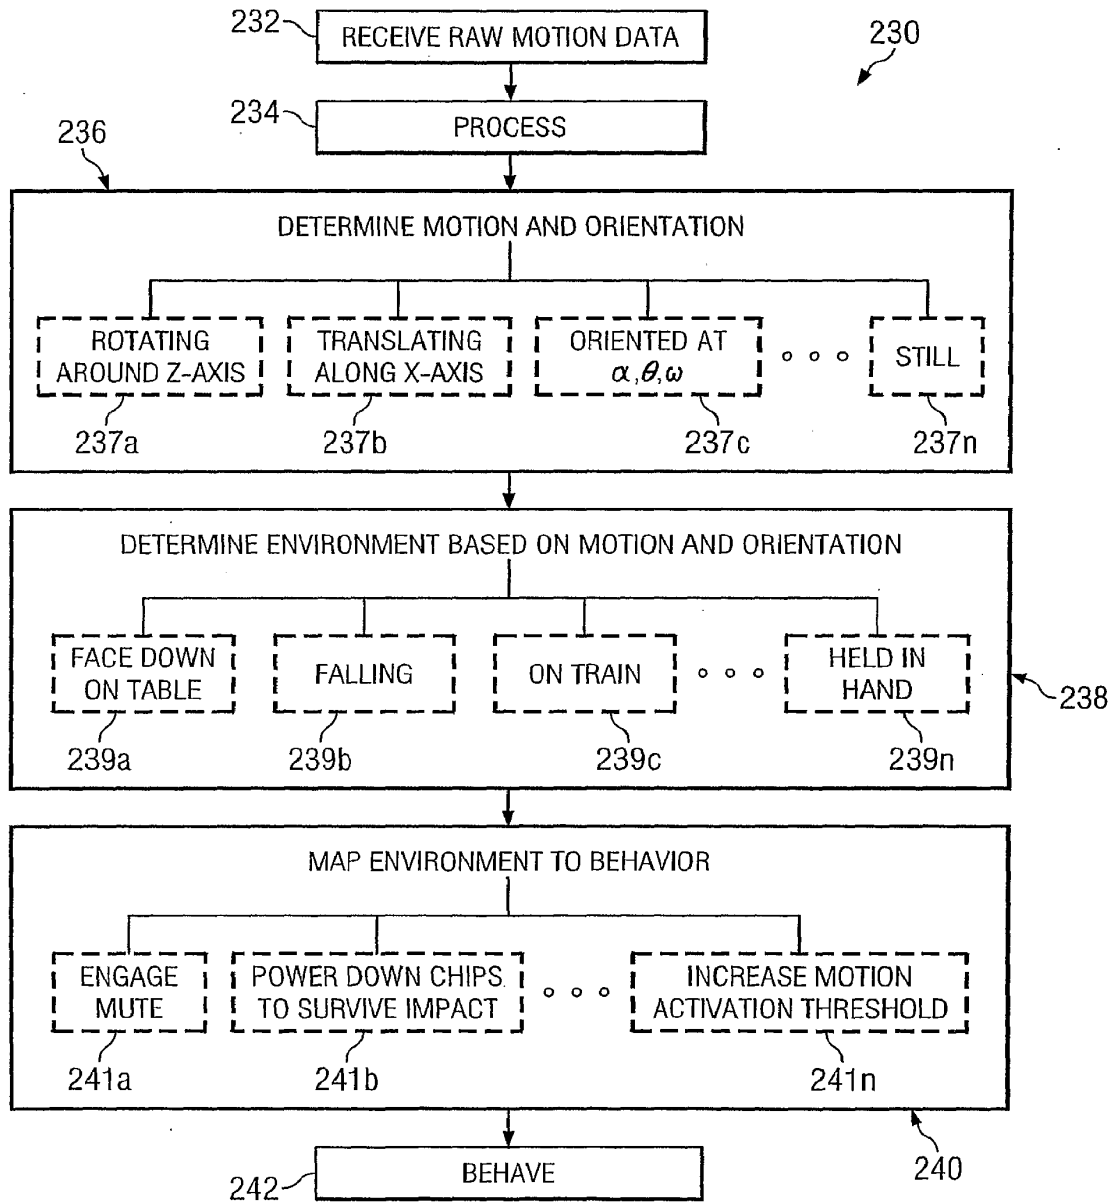 232
RECEIVE RAW MOTION DATA
230
234
PROCESS
236
DETERMINE MOTION AND ORIENTATION
ROTATING
AROUND Z-AXIS
TRANSLATING
ALONG X-AXIS
ORIENTED AT
α,θ,ω
STILL
237a
237b
237c
237n
DETERMINE ENVIRONMENT BASED ON MOTION AND ORIENTATION
FACE DOWN
ON TABLE
FALLING
ON TRAIN
HELD IN
HAND
238
239a
239b
239c
239n
MAP ENVIRONMENT TO BEHAVIOR
ENGAGE
MUTE
POWER DOWN CHIPS
TO SURVIVE IMPACT
INCREASE MOTION
ACTIVATION THRESHOLD
241a
241b
241n
240
242
BEHAVE